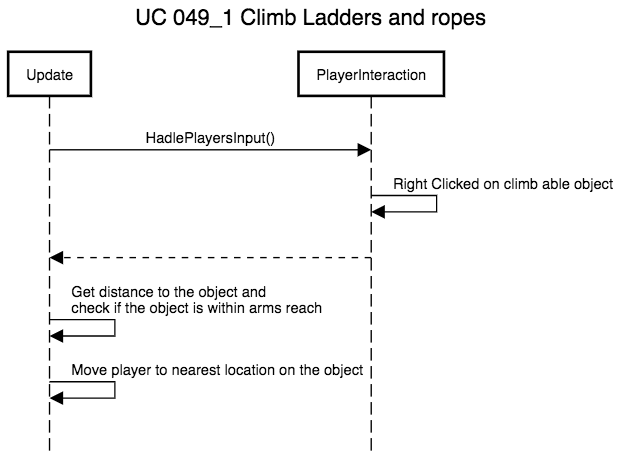 UC 049_1 Climb Ladders and ropes
Update
PlayerInteraction
HadlePlayersInput()
Right Clicked on climb able object
Get distance to the object and
check if the object is within arms reach
Move player to nearest location on the object